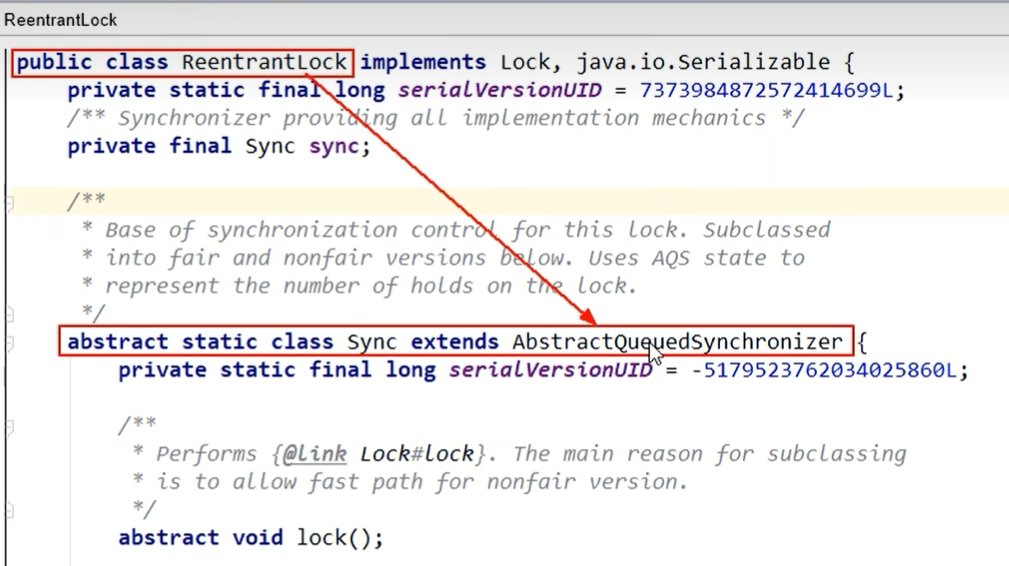 ReentrantLock
public class ReentrantLock implements Lock, java.io.Serializable {
private static final long serialVersionUID = 7373984872572414699L;
/** Synchronizer providing all implementation mechanics */
private final Sync sync;
/**
* Base of synchronization control for this lock. Subclassed
* into fair and nonfair versions below. Uses AQS state to
* represent the number of holds on the lock.
*/
abstract static class Sync extends AbstractQueuedSynchronizer {
private static final long serialVersionUID = -5179523762034025860L;
/**
* Performs {@link Lock#lock}. The main reason for subclassing
* is to allow fast path for nonfair version.
*/
abstract void lock();